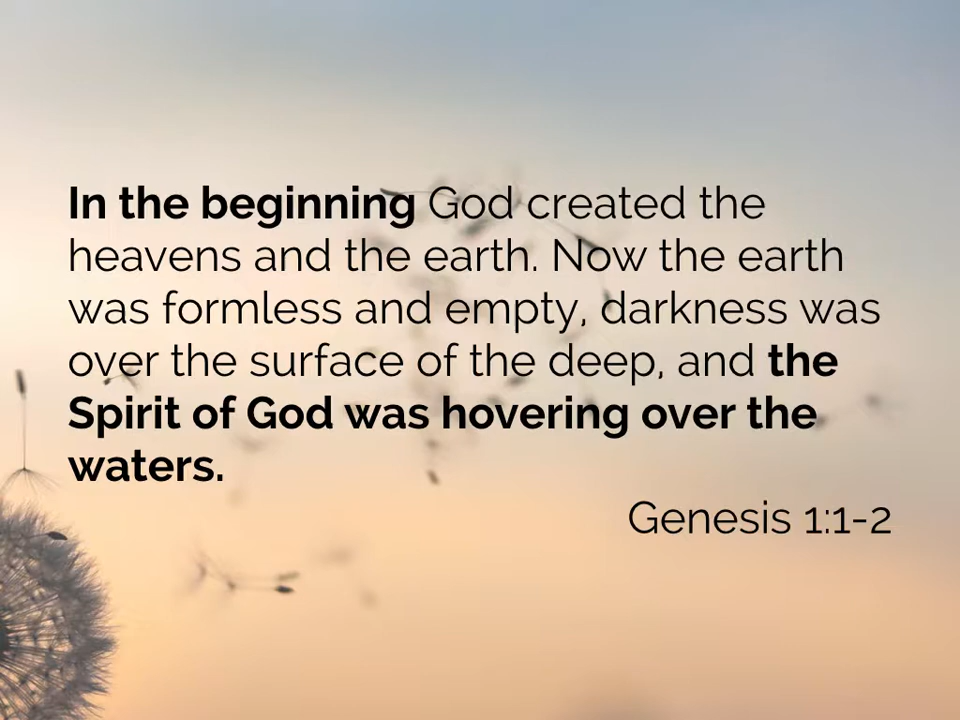 In the beginning God created the
heavens and the earth. Now the earth
was formless and empty, darkness was
over the surface of the deep, and the
Spirit of God was hovering over the
waters.
Genesis 1:1-2